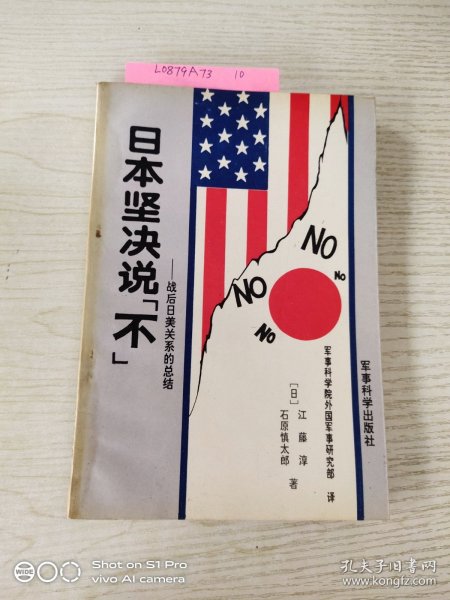 L0879A73 10
日本坚决说「不」
——战后日美关系的总结
NO
NO
NO
NO
[日] 江藤淳
石原慎太郎 著
军事科学院外国军事研究部 译
军事科学出版社
WIDE
Shot on S1 Pro
vivo AI camera
孔夫子旧书网
www.kongfz.com